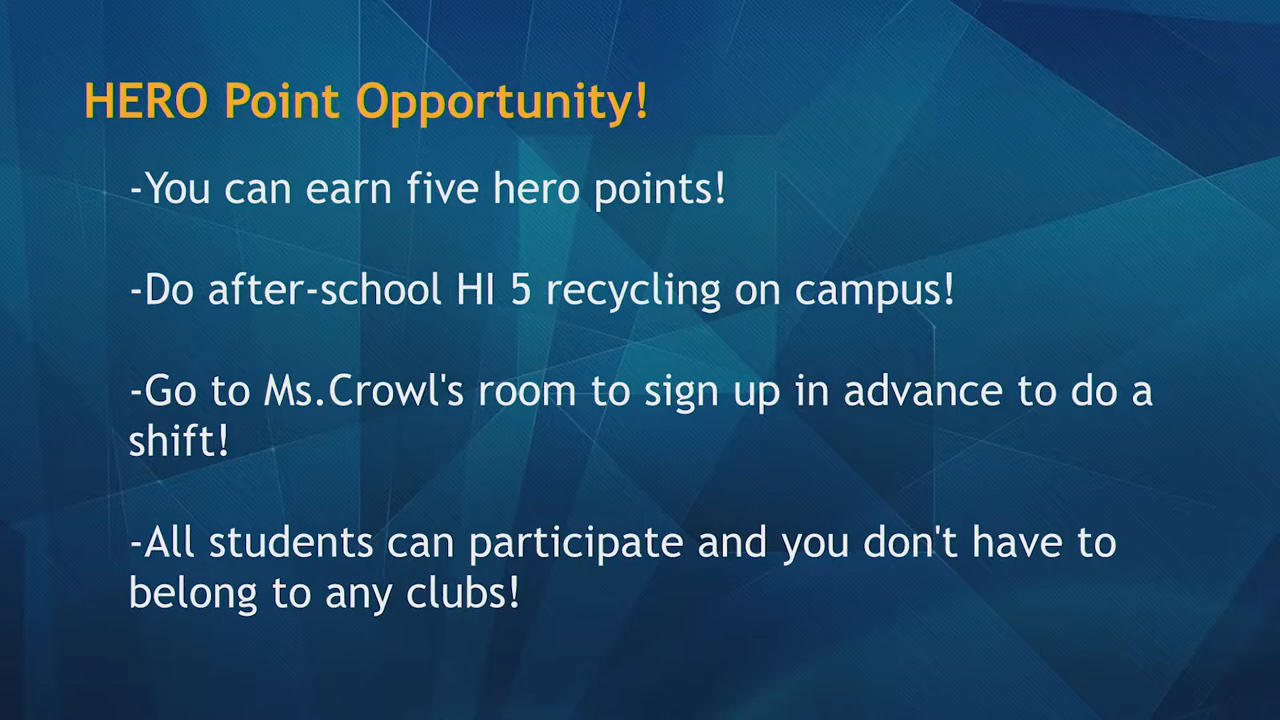 HERO Point Opportunity!
-You can earn five hero points!
-Do after-school HI 5 recycling on campus!
-Go to Ms.Crowl's room to sign up in advance to do a
shift!
-All students can participate and you don't have to
belong to any clubs!